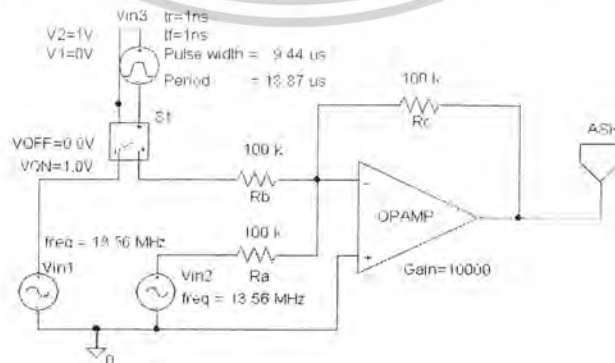 Vin3
tr=1ns
tf=1ns
V2=1V
V1=0V
Pulse width = 9.44 us
Period = 18.87 us
S1
VOFF=0.0V
VON=1.0V
100 k
Rc
ASK
100 k
Rb
OPAMP
100 k
Ra
Gain=10000
freq = 13.56 MHz
Vin1
Vin2
freq = 13.56 MHz
0